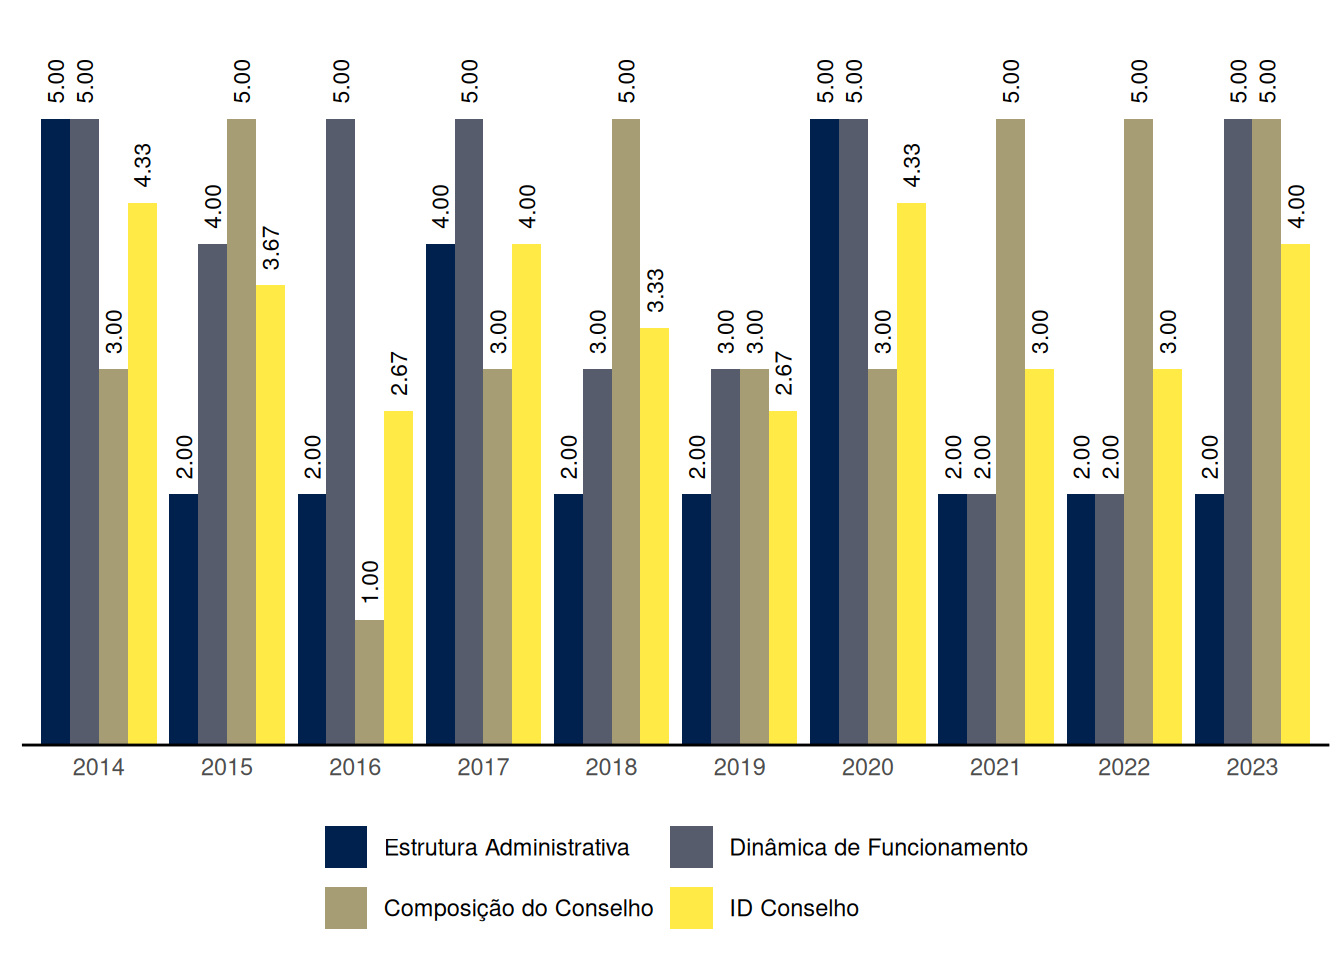 5.00 5.00 3.00 4.33 2.00 4.00 5.00 3.67 2.00 5.00 1.00 2.67 4.00 5.00 3.00 4.00 2.00 3.00 5.00 3.33 2.00 3.00 3.00 2.67 5.00 5.00 3.00 4.33 2.00 2.00 5.00 3.00 2.00 2.00 5.00 3.00 2.00 5.00 5.00 4.00
2014 2015 2016 2017 2018 2019 2020 2021 2022 2023
Estrutura Administrativa Dinâmica de Funcionamento
Composição do Conselho ID Conselho